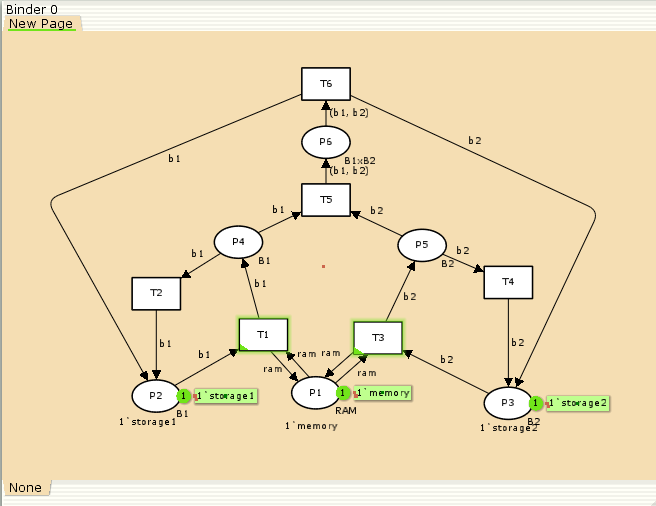 Binder 0
New Page
T6
(b1, b2)
b1
b2
P6
B1xB2
(b1, b2)
T5
b1
b2
P4
P5
b1
B1
b2
B2
T2
b1
T4
b2
T1
T3
b1
b1
ram
ram
b2
b2
ram
ram
P2
1
1`storage1
B1
1`storage1
P1
1
1`memory
RAM
1`memory
P3
1
1`storage2
B2
1`storage2
None